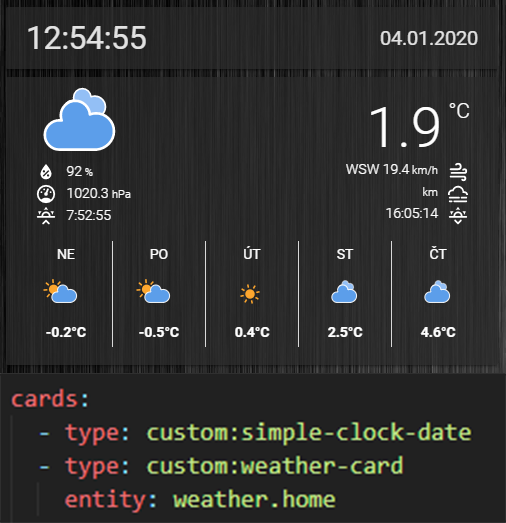 12:54:55
04.01.2020
1.9 °C
92 %
WSW 19.4 km/h
1020.3 hPa
km
7:52:55
16:05:14
NE PO ÚT ST ČT
-0.2°C -0.5°C 0.4°C 2.5°C 4.6°C
cards:
- type: custom:simple-clock-date
- type: custom:weather-card
entity: weather.home